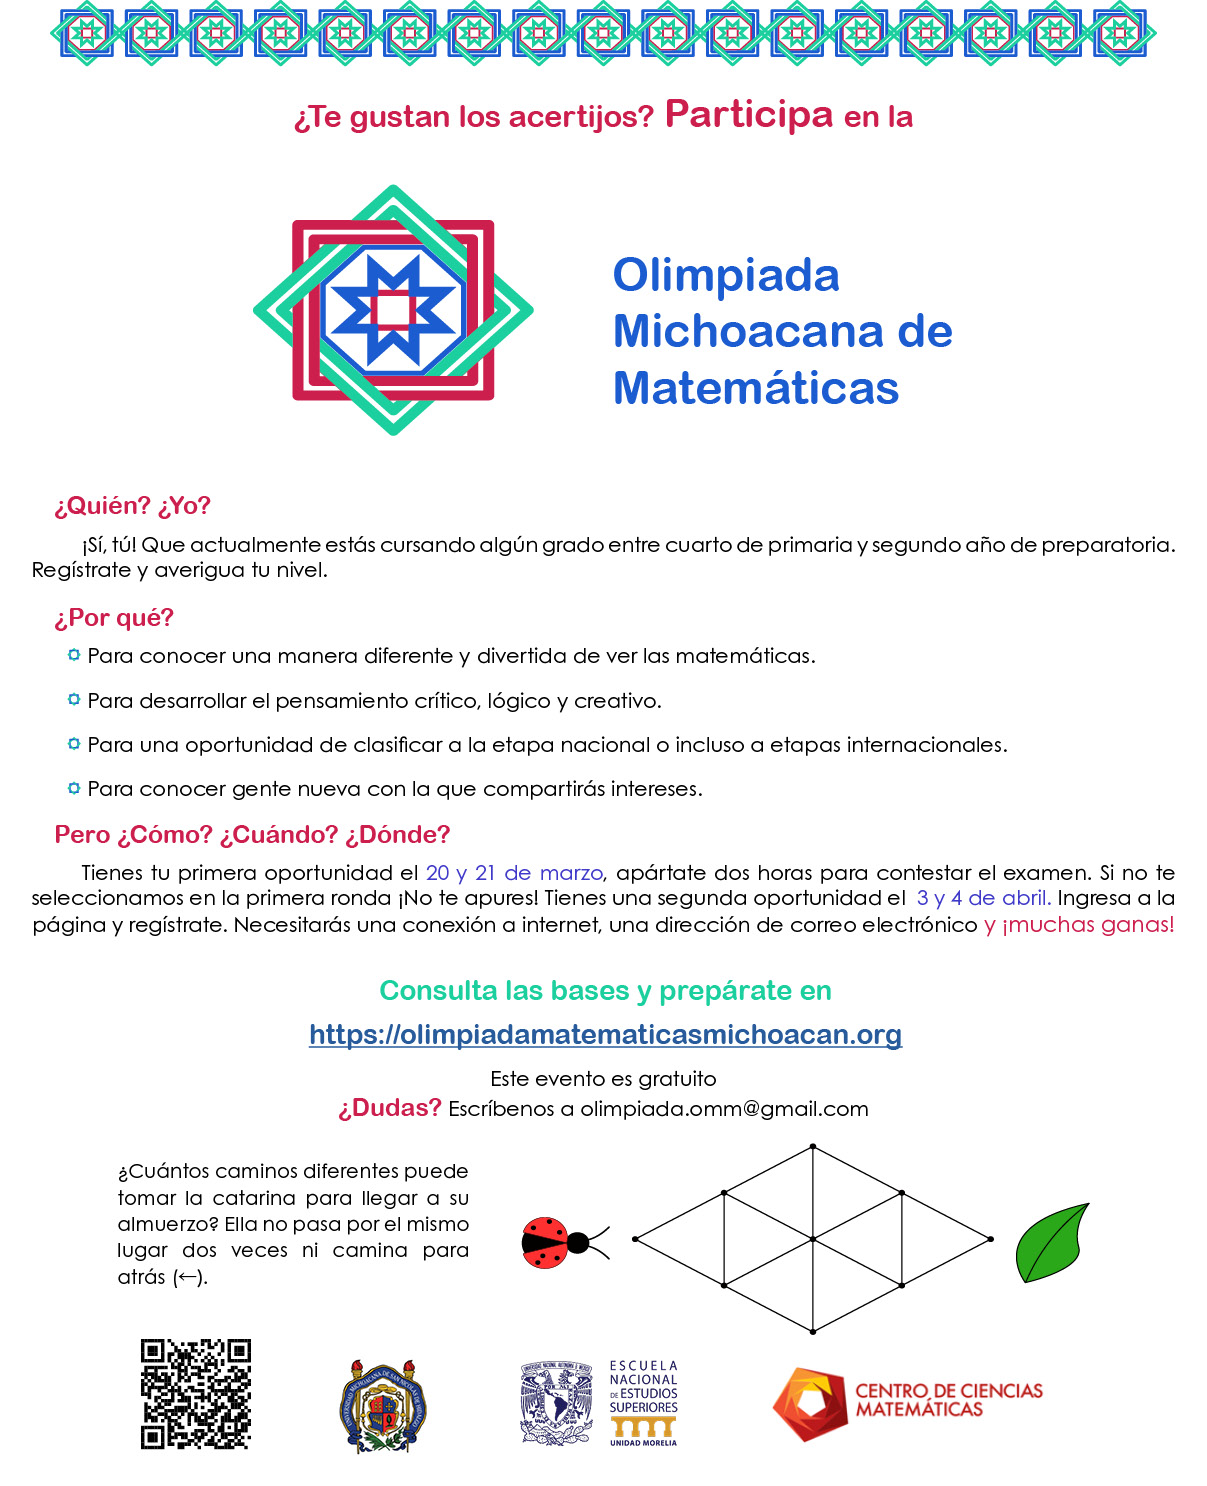 ¿Te gustan los acertijos? Participa en la
Olimpiada
Michoacana de
Matemáticas
¿Quién? ¿Yo?
¡Sí, tú! Que actualmente estás cursando algún grado entre cuarto de primaria y segundo año de preparatoria.
Regístrate y averigua tu nivel.
¿Por qué?
Para conocer una manera diferente y divertida de ver las matemáticas.
Para desarrollar el pensamiento crítico, lógico y creativo.
Para una oportunidad de clasificar a la etapa nacional o incluso a etapas internacionales.
Para conocer gente nueva con la que compartirás intereses.
Pero ¿Cómo? ¿Cuándo? ¿Dónde?
Tienes tu primera oportunidad el 20 y 21 de marzo, apártate dos horas para contestar el examen. Si no te
seleccionamos en la primera ronda ¡No te apures! Tienes una segunda oportunidad el 3 y 4 de abril. Ingresa a la
página y regístrate. Necesitarás una conexión a internet, una dirección de correo electrónico y ¡muchas ganas!
Consulta las bases y prepárate en
https://olimpiadamatematicasmichoacan.org
Este evento es gratuito
¿Dudas? Escríbenos a olimpiada.omm@gmail.com
¿Cuántos caminos diferentes puede
tomar la catarina para llegar a su
almuerzo? Ella no pasa por el mismo
lugar dos veces ni camina para
atrás (←).
ESCUELA
NACIONAL
DE ESTUDIOS
SUPERIORES
UNIDAD MORELIA
CENTRO DE CIENCIAS
MATEMÁTICAS